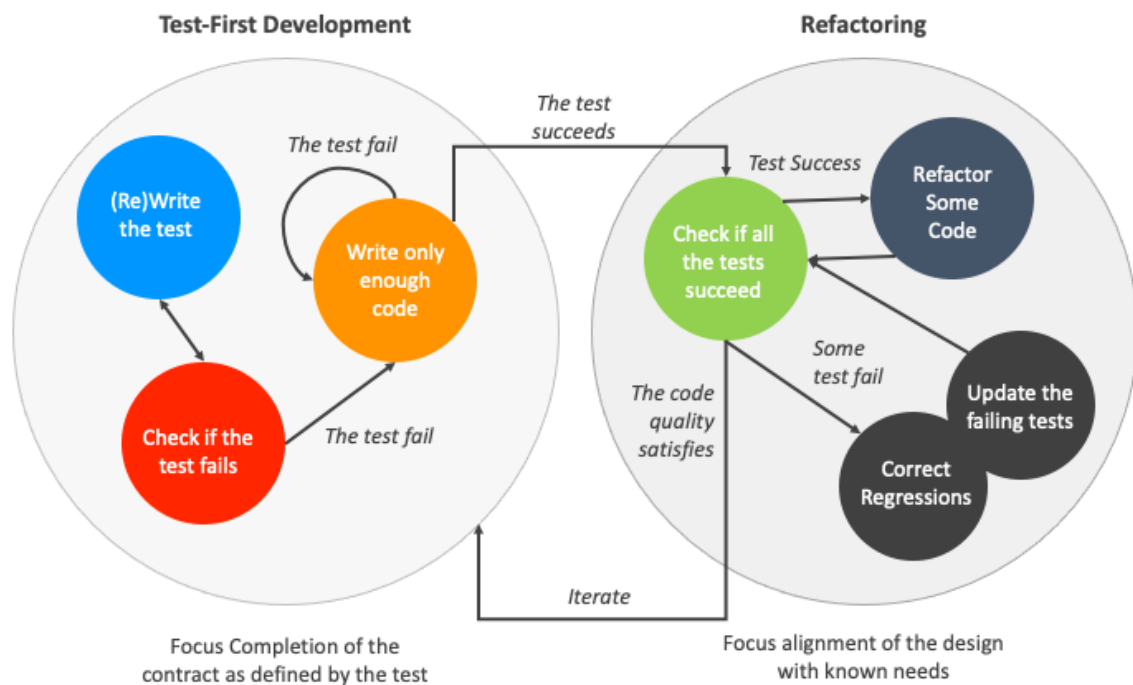 Test-First Development
Refactoring
The test
succeeds
The test fail
(Re)Write
the test
Write only
enough
code
Check if the
test fails
The test fail
Test Success
Refactor
Some
Code
Check if all
the tests
succeed
Some
test fail
The code
quality
satisfies
Update the
failing tests
Correct
Regressions
Iterate
Focus Completion of the
contract as defined by the test
Focus alignment of the design
with known needs